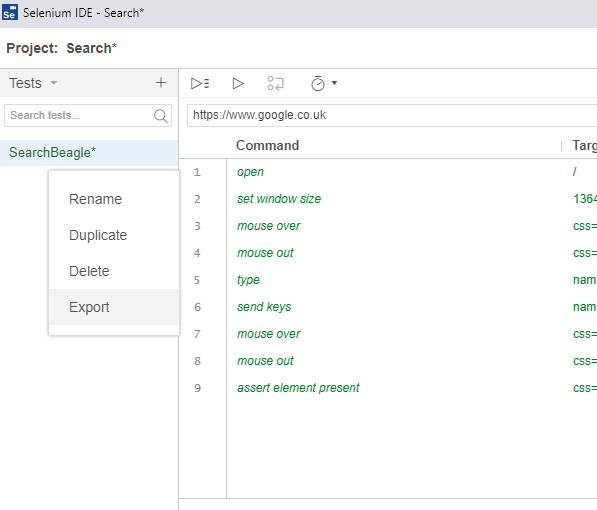 Se Selenium IDE - Search*
Project: Search*
Tests +
Search tests...
https://www.google.co.uk
SearchBeagle*
Rename
Duplicate
Delete
Export
Command Targ
1 open /
2 set window size 1364
3 mouse over css=
4 mouse out css=
5 type nam
6 send keys nam
7 mouse over css=
8 mouse out css=
9 assert element present css=